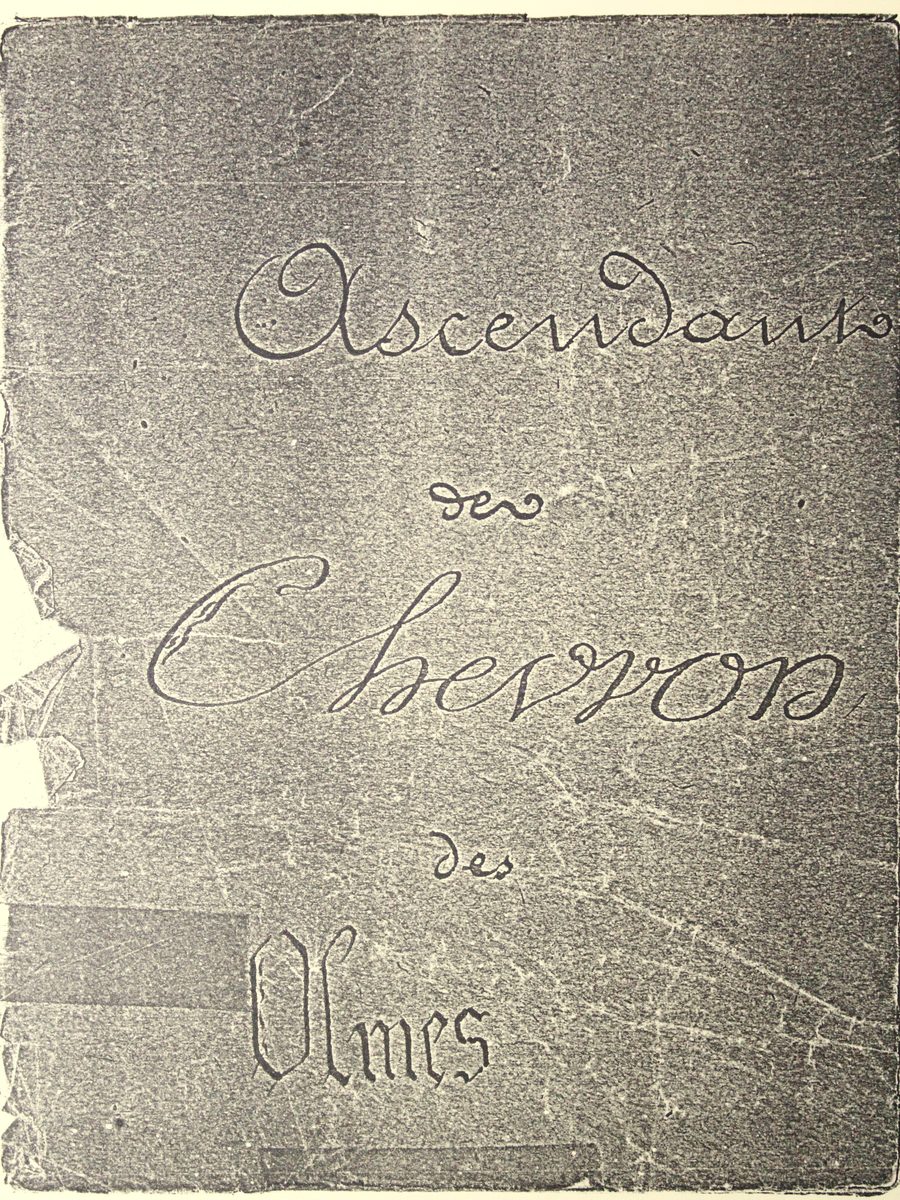 Ascendants
des
Chevron
des
Olmes